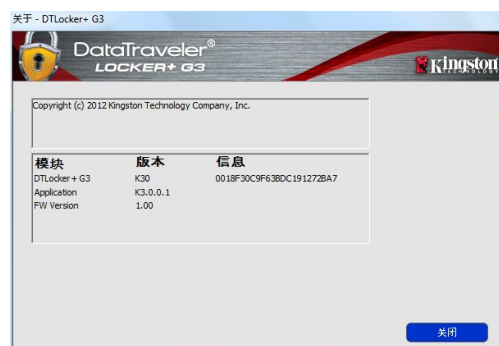 关于 - DTLocker+ G3
DataTraveler®
LOCKER+ G3
Kingston
TECHNOLOGY
Copyright (c) 2012 Kingston Technology Company, Inc.
模块 版本 信息
DTLocker+ G3 K30 0018F30C9F63BDC191272BA7
Application K3.0.0.1
FW Version 1.00
关闭